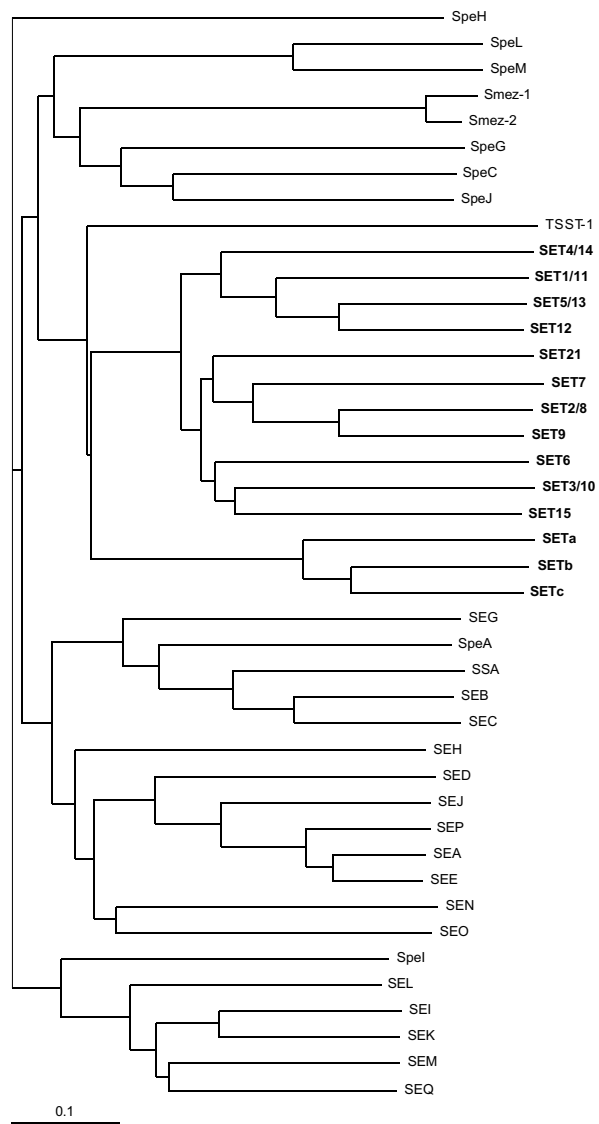 SpeH
SpeL
SpeM
Smez-1
Smez-2
SpeG
SpeC
SpeJ
TSST-1
SET4/14
SET1/11
SET5/13
SET12
SET21
SET7
SET2/8
SET9
SET6
SET3/10
SET15
SETa
SETb
SETc
SEG
SpeA
SSA
SEB
SEC
SEH
SED
SEJ
SEP
SEA
SEE
SEN
SEO
SpeI
SEL
SEI
SEK
SEM
SEQ
0.1